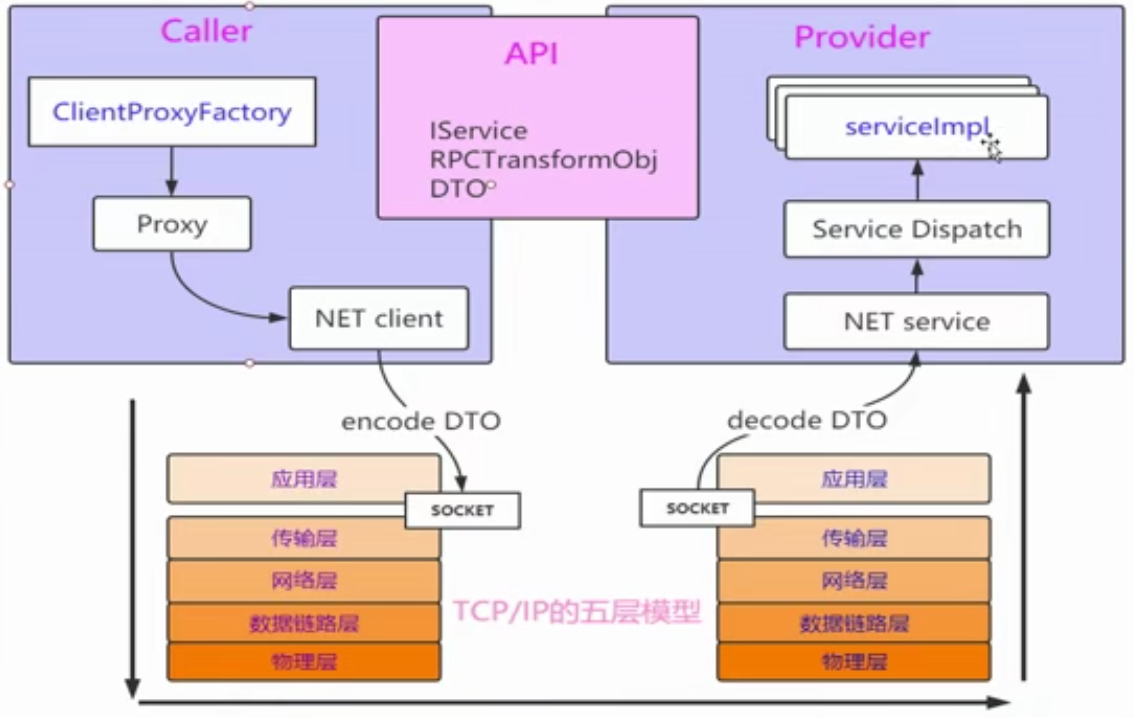 Caller
ClientProxyFactory
Proxy
NET client
API
IService
RPCTransformObj
DTO
Provider
serviceImpl
Service Dispatch
NET service
encode DTO
decode DTO
应用层
SOCKET
传输层
网络层
数据链路层
物理层
TCP/IP的五层模型
SOCKET
应用层
传输层
网络层
数据链路层
物理层